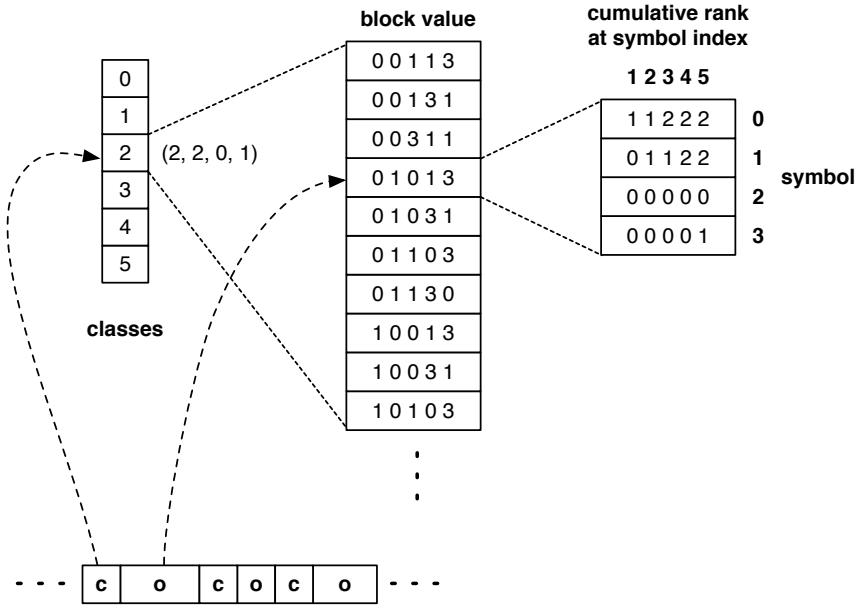 block value
cumulative rank
at symbol index
1 2 3 4 5
0
1
2
3
4
5
(2, 2, 0, 1)
classes
0 0 1 1 3
0 0 1 3 1
0 0 3 1 1
0 1 0 1 3
0 1 0 3 1
0 1 1 0 3
0 1 1 3 0
1 0 0 1 3
1 0 0 3 1
1 0 1 0 3
1 1 2 2 2 0
0 1 1 2 2 1
0 0 0 0 0 2
0 0 0 0 1 3
symbol
c o c o c o